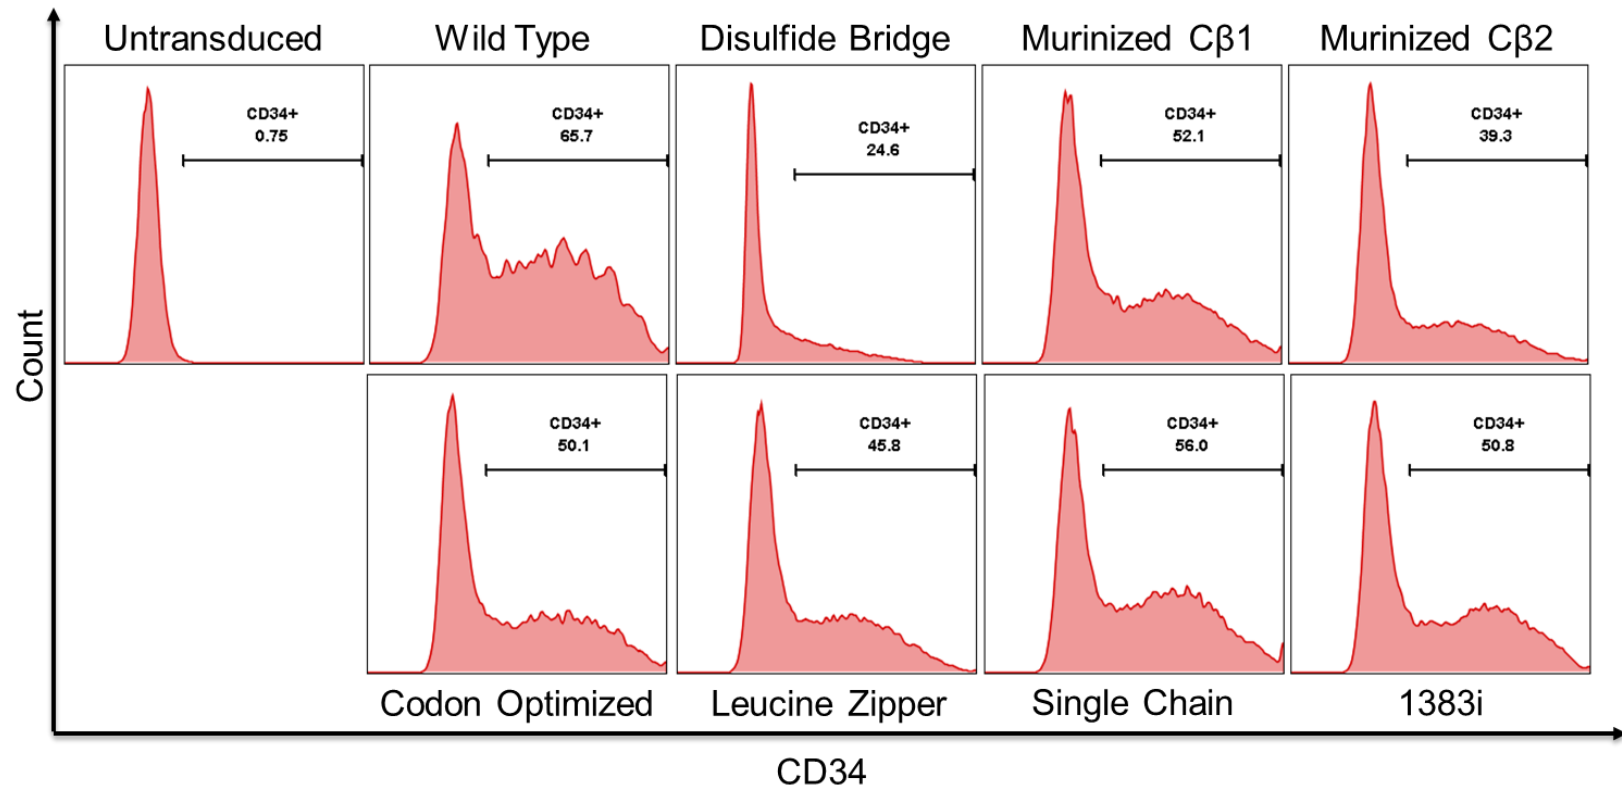 Untransduced
Wild Type
Disulfide Bridge
Murinized Cβ1
Murinized Cβ2
CD34+
0.75
CD34+
65.7
CD34+
24.6
CD34+
52.1
CD34+
39.3
Count
CD34+
50.1
CD34+
45.8
CD34+
56.0
CD34+
50.8
Codon Optimized
Leucine Zipper
Single Chain
1383i
CD34